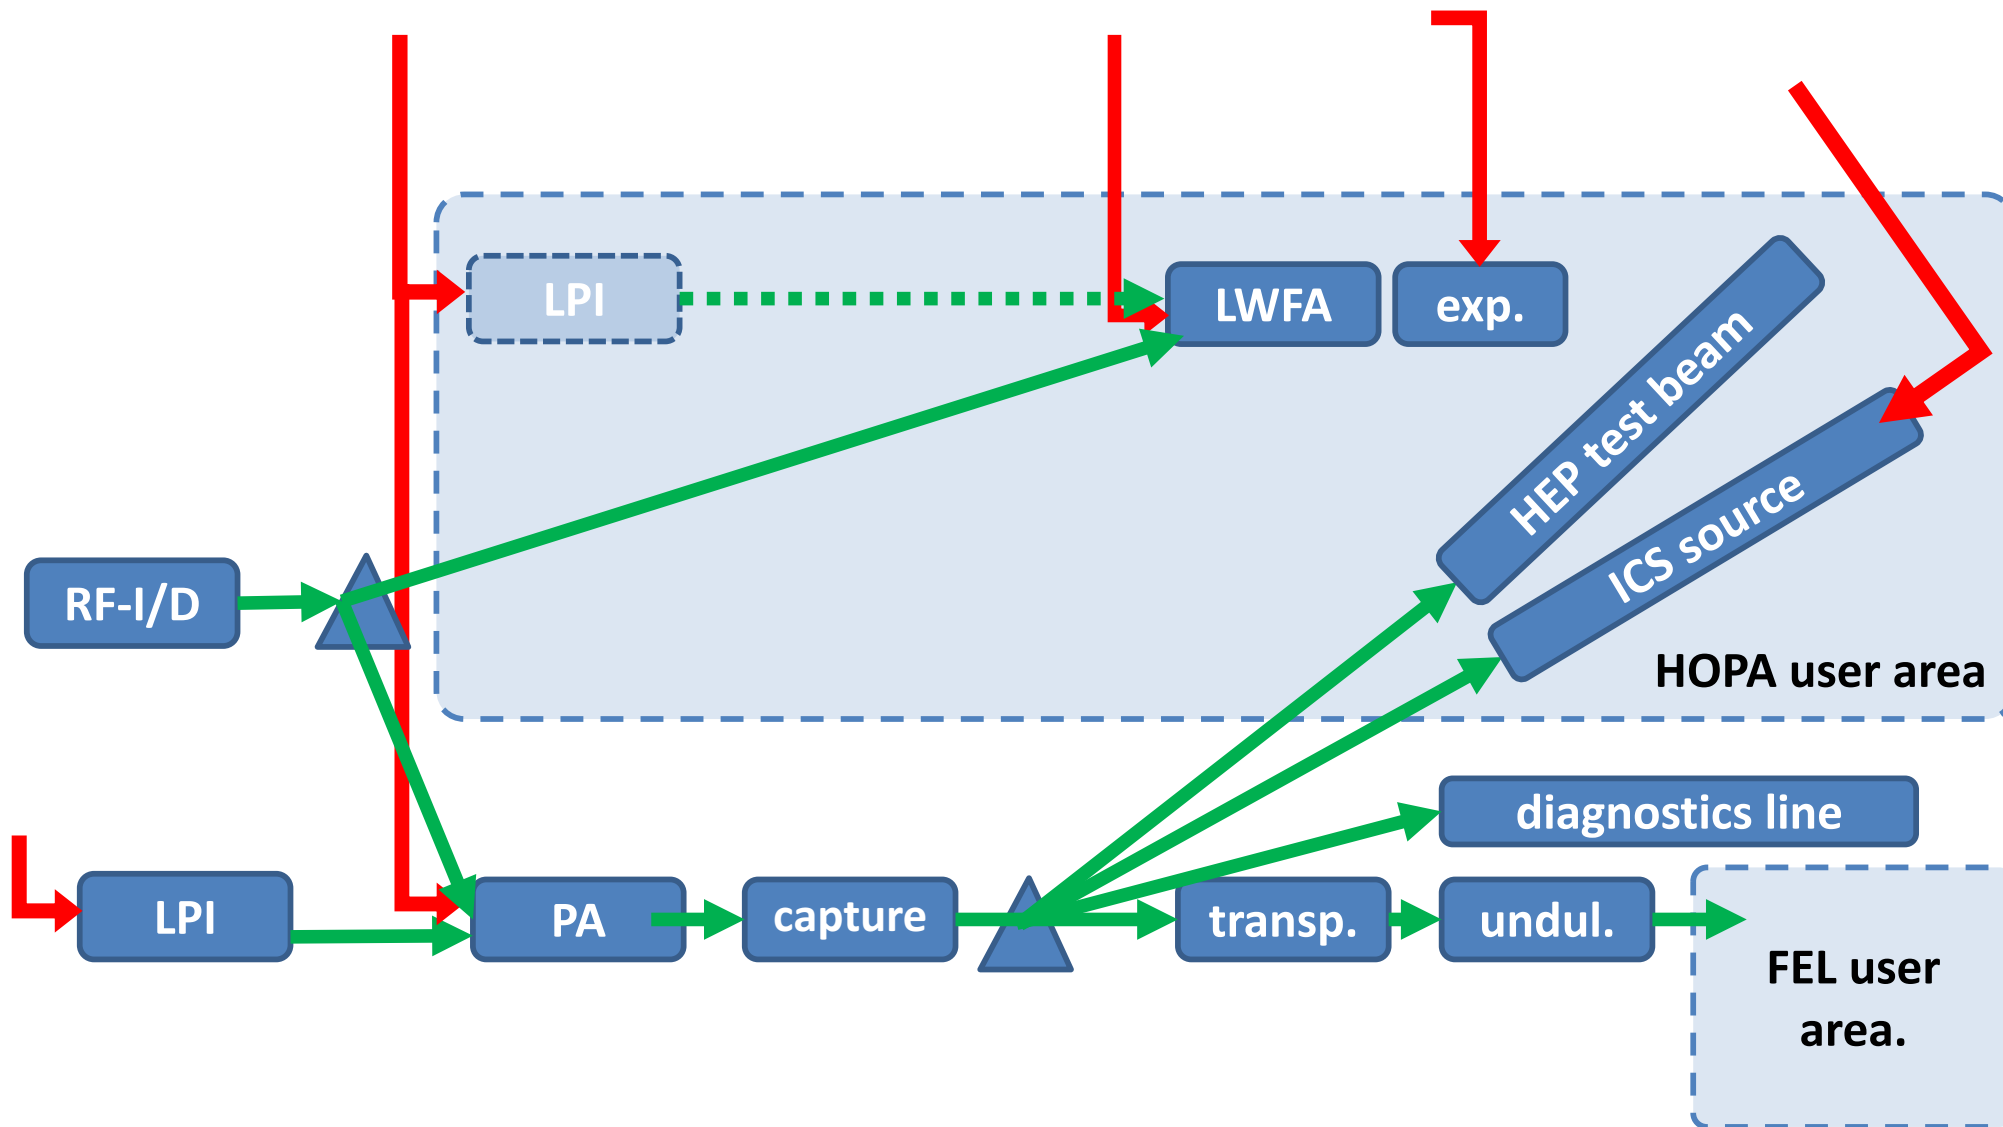 LPI
LWFA
exp.
HEP test beam
ICS source
RF-I/D
HOPA user area
diagnostics line
LPI
PA
capture
transp.
undul.
FEL user
area.